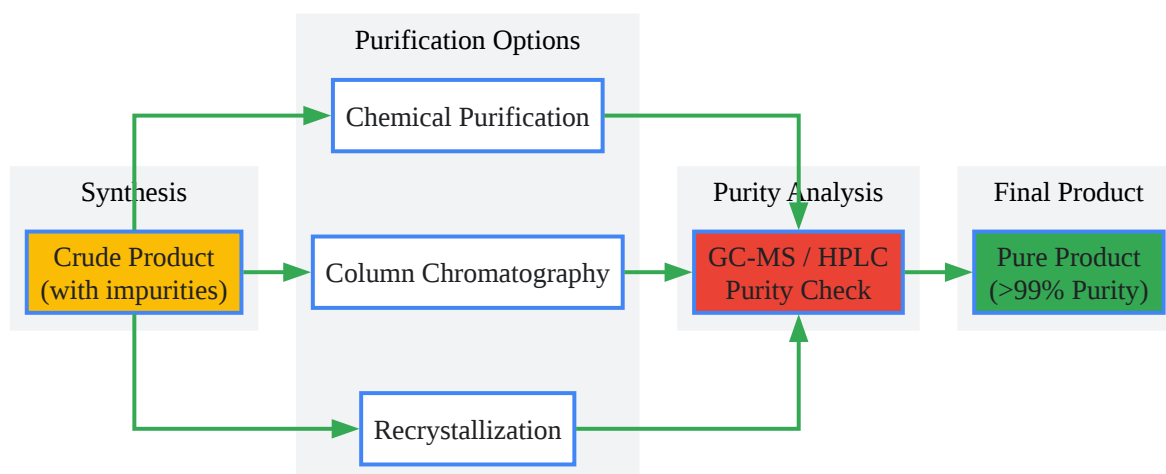 Purification Options
Chemical Purification
Synthesis
Purity Analysis
Final Product
Crude Product
(with impurities)
Column Chromatography
GC-MS / HPLC
Purity Check
Pure Product
(>99% Purity)
Recrystallization